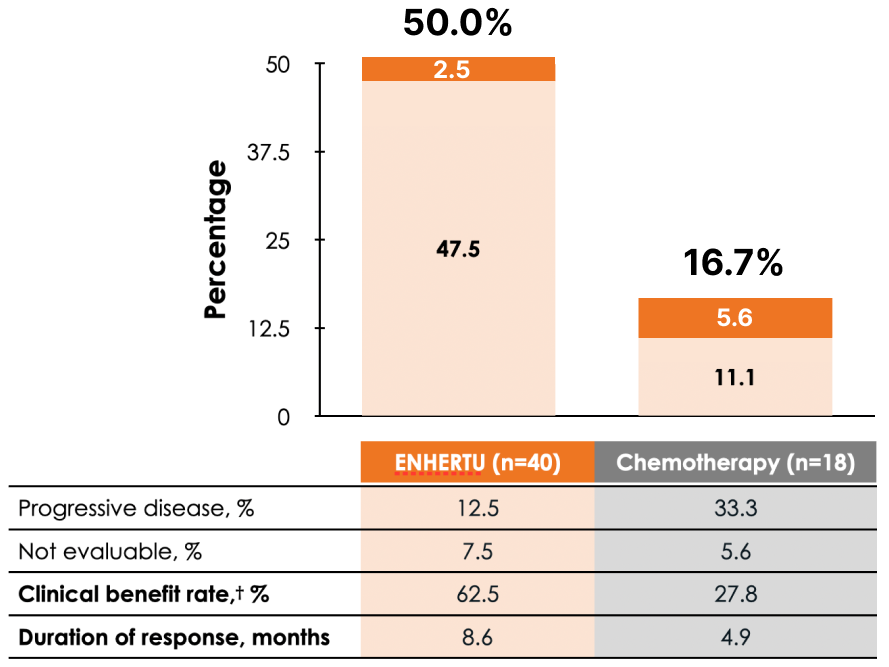 50.0%
50
2.5
37.5
Percentage
47.5
25
16.7%
5.6
12.5
11.1
0
ENHERTU (n=40) Chemotherapy (n=18)
Progressive disease, % 12.5 33.3
Not evaluable, % 7.5 5.6
Clinical benefit rate,† % 62.5 27.8
Duration of response, months 8.6 4.9